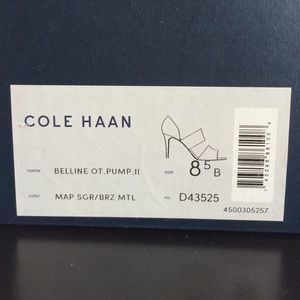 COLE HAAN
name BELLINE OT.PUMP.II
size 8 5 B
color MAP SGR/BRZ MTL
no. D43525
4500305257